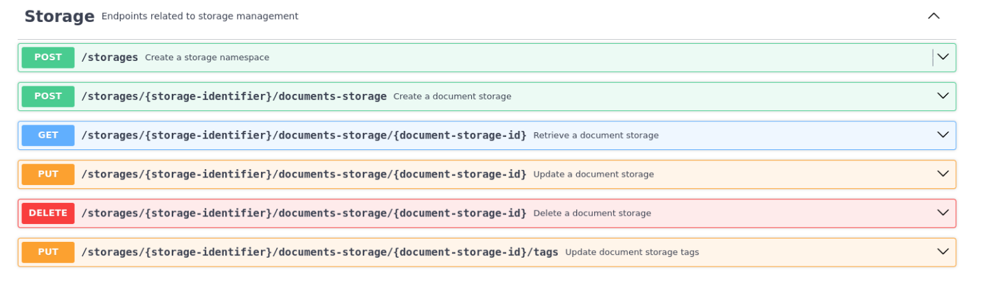 Storage Endpoints related to storage management
POST /storages Create a storage namespace
POST /storages/{storage-identifier}/documents-storage Create a document storage
GET /storages/{storage-identifier}/documents-storage/{document-storage-id} Retrieve a document storage
PUT /storages/{storage-identifier}/documents-storage/{document-storage-id} Update a document storage
DELETE /storages/{storage-identifier}/documents-storage/{document-storage-id} Delete a document storage
PUT /storages/{storage-identifier}/documents-storage/{document-storage-id}/tags Update document storage tags